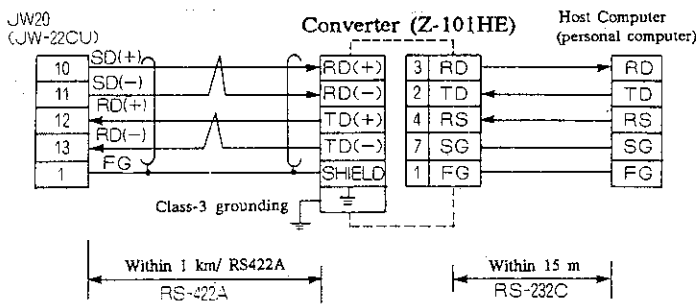 JW20
(JW-22CU)
Converter (Z-101HE)
Host Computer
(personal computer)
10 SD(+) RD(+) 3 RD RD
11 SD(−) RD(−) 2 TD TD
12 RD(+) TD(+) 4 RS RS
13 RD(−) TD(−) 7 SG SG
1 FG SHIELD 1 FG FG
Class-3 grounding
Within 1 km/ RS422A
RS-422A
Within 15 m
RS-232C